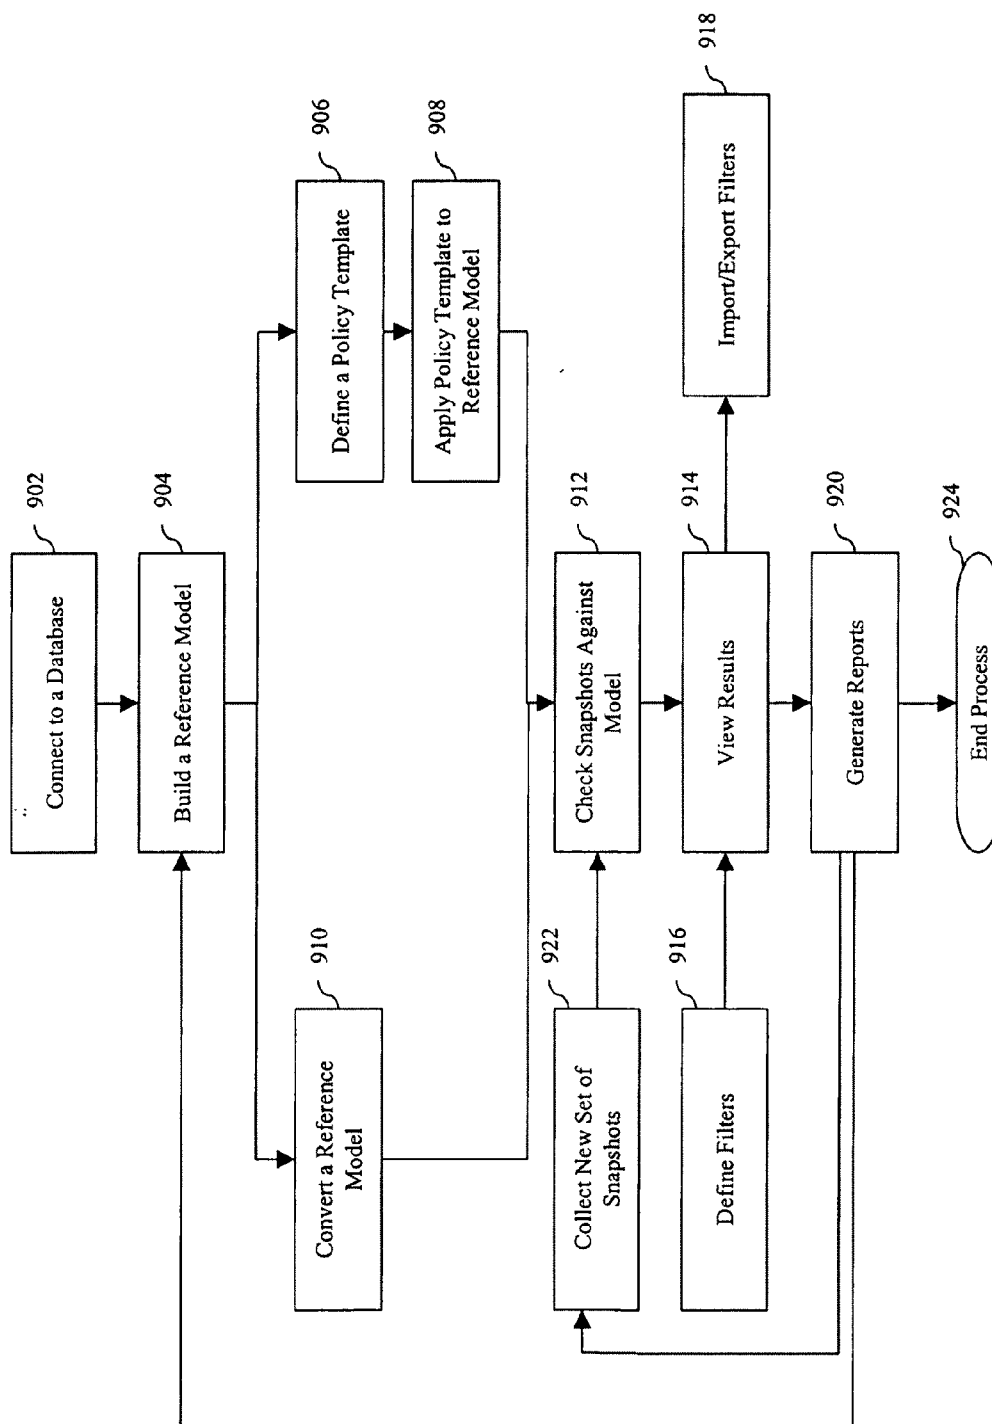 902
Connect to a Database
904
Build a Reference Model
906
Define a Policy Template
908
Apply Policy Template to
Reference Model
910
Convert a Reference
Model
912
Check Snapshots Against
Model
922
Collect New Set of
Snapshots
914
View Results
916
Define Filters
918
Import/Export Filters
920
Generate Reports
924
End Process